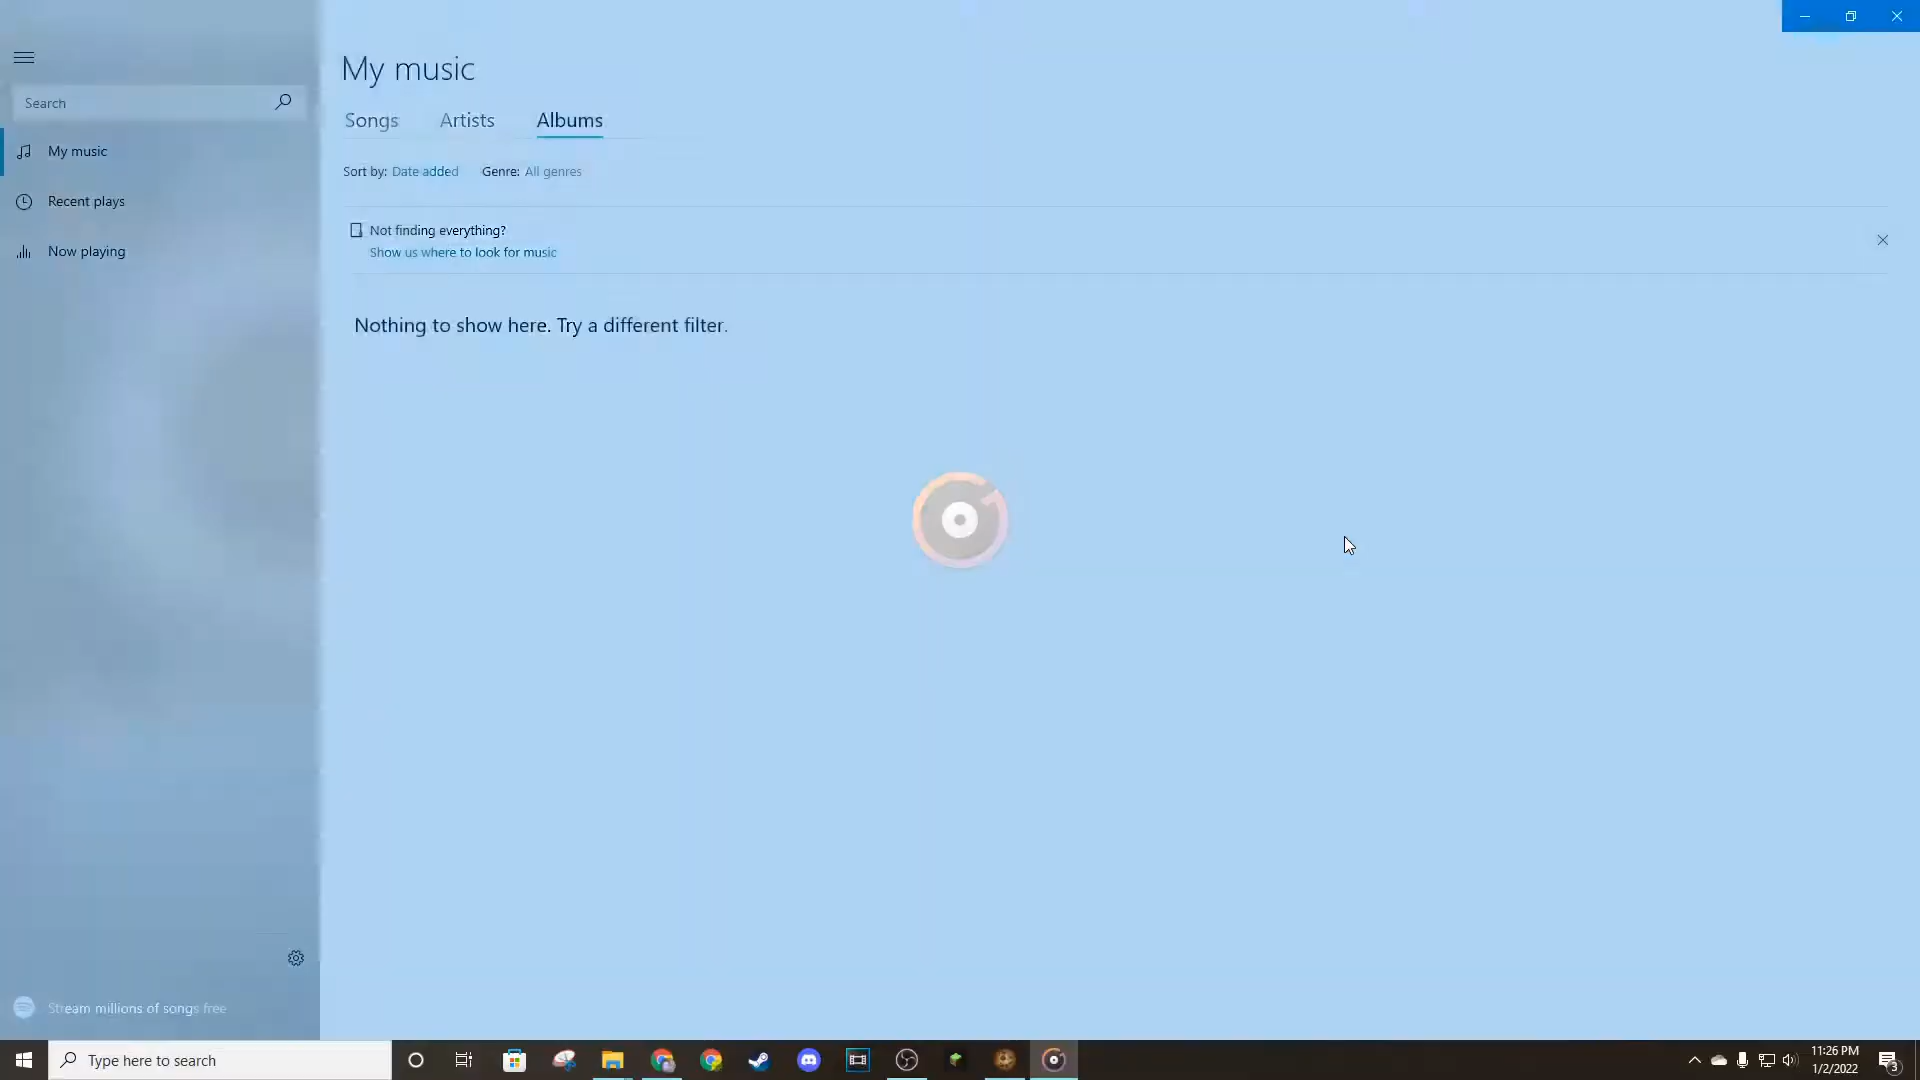 My music
Search
Songs Artists Albums
My music
Sort by: Date added Genre: All genres
Recent plays
Not finding everything?
Show us where to look for music
Now playing
Nothing to show here. Try a different filter.
Stream millions of songs free
Type here to search
11:26 PM
1/2/2022
3